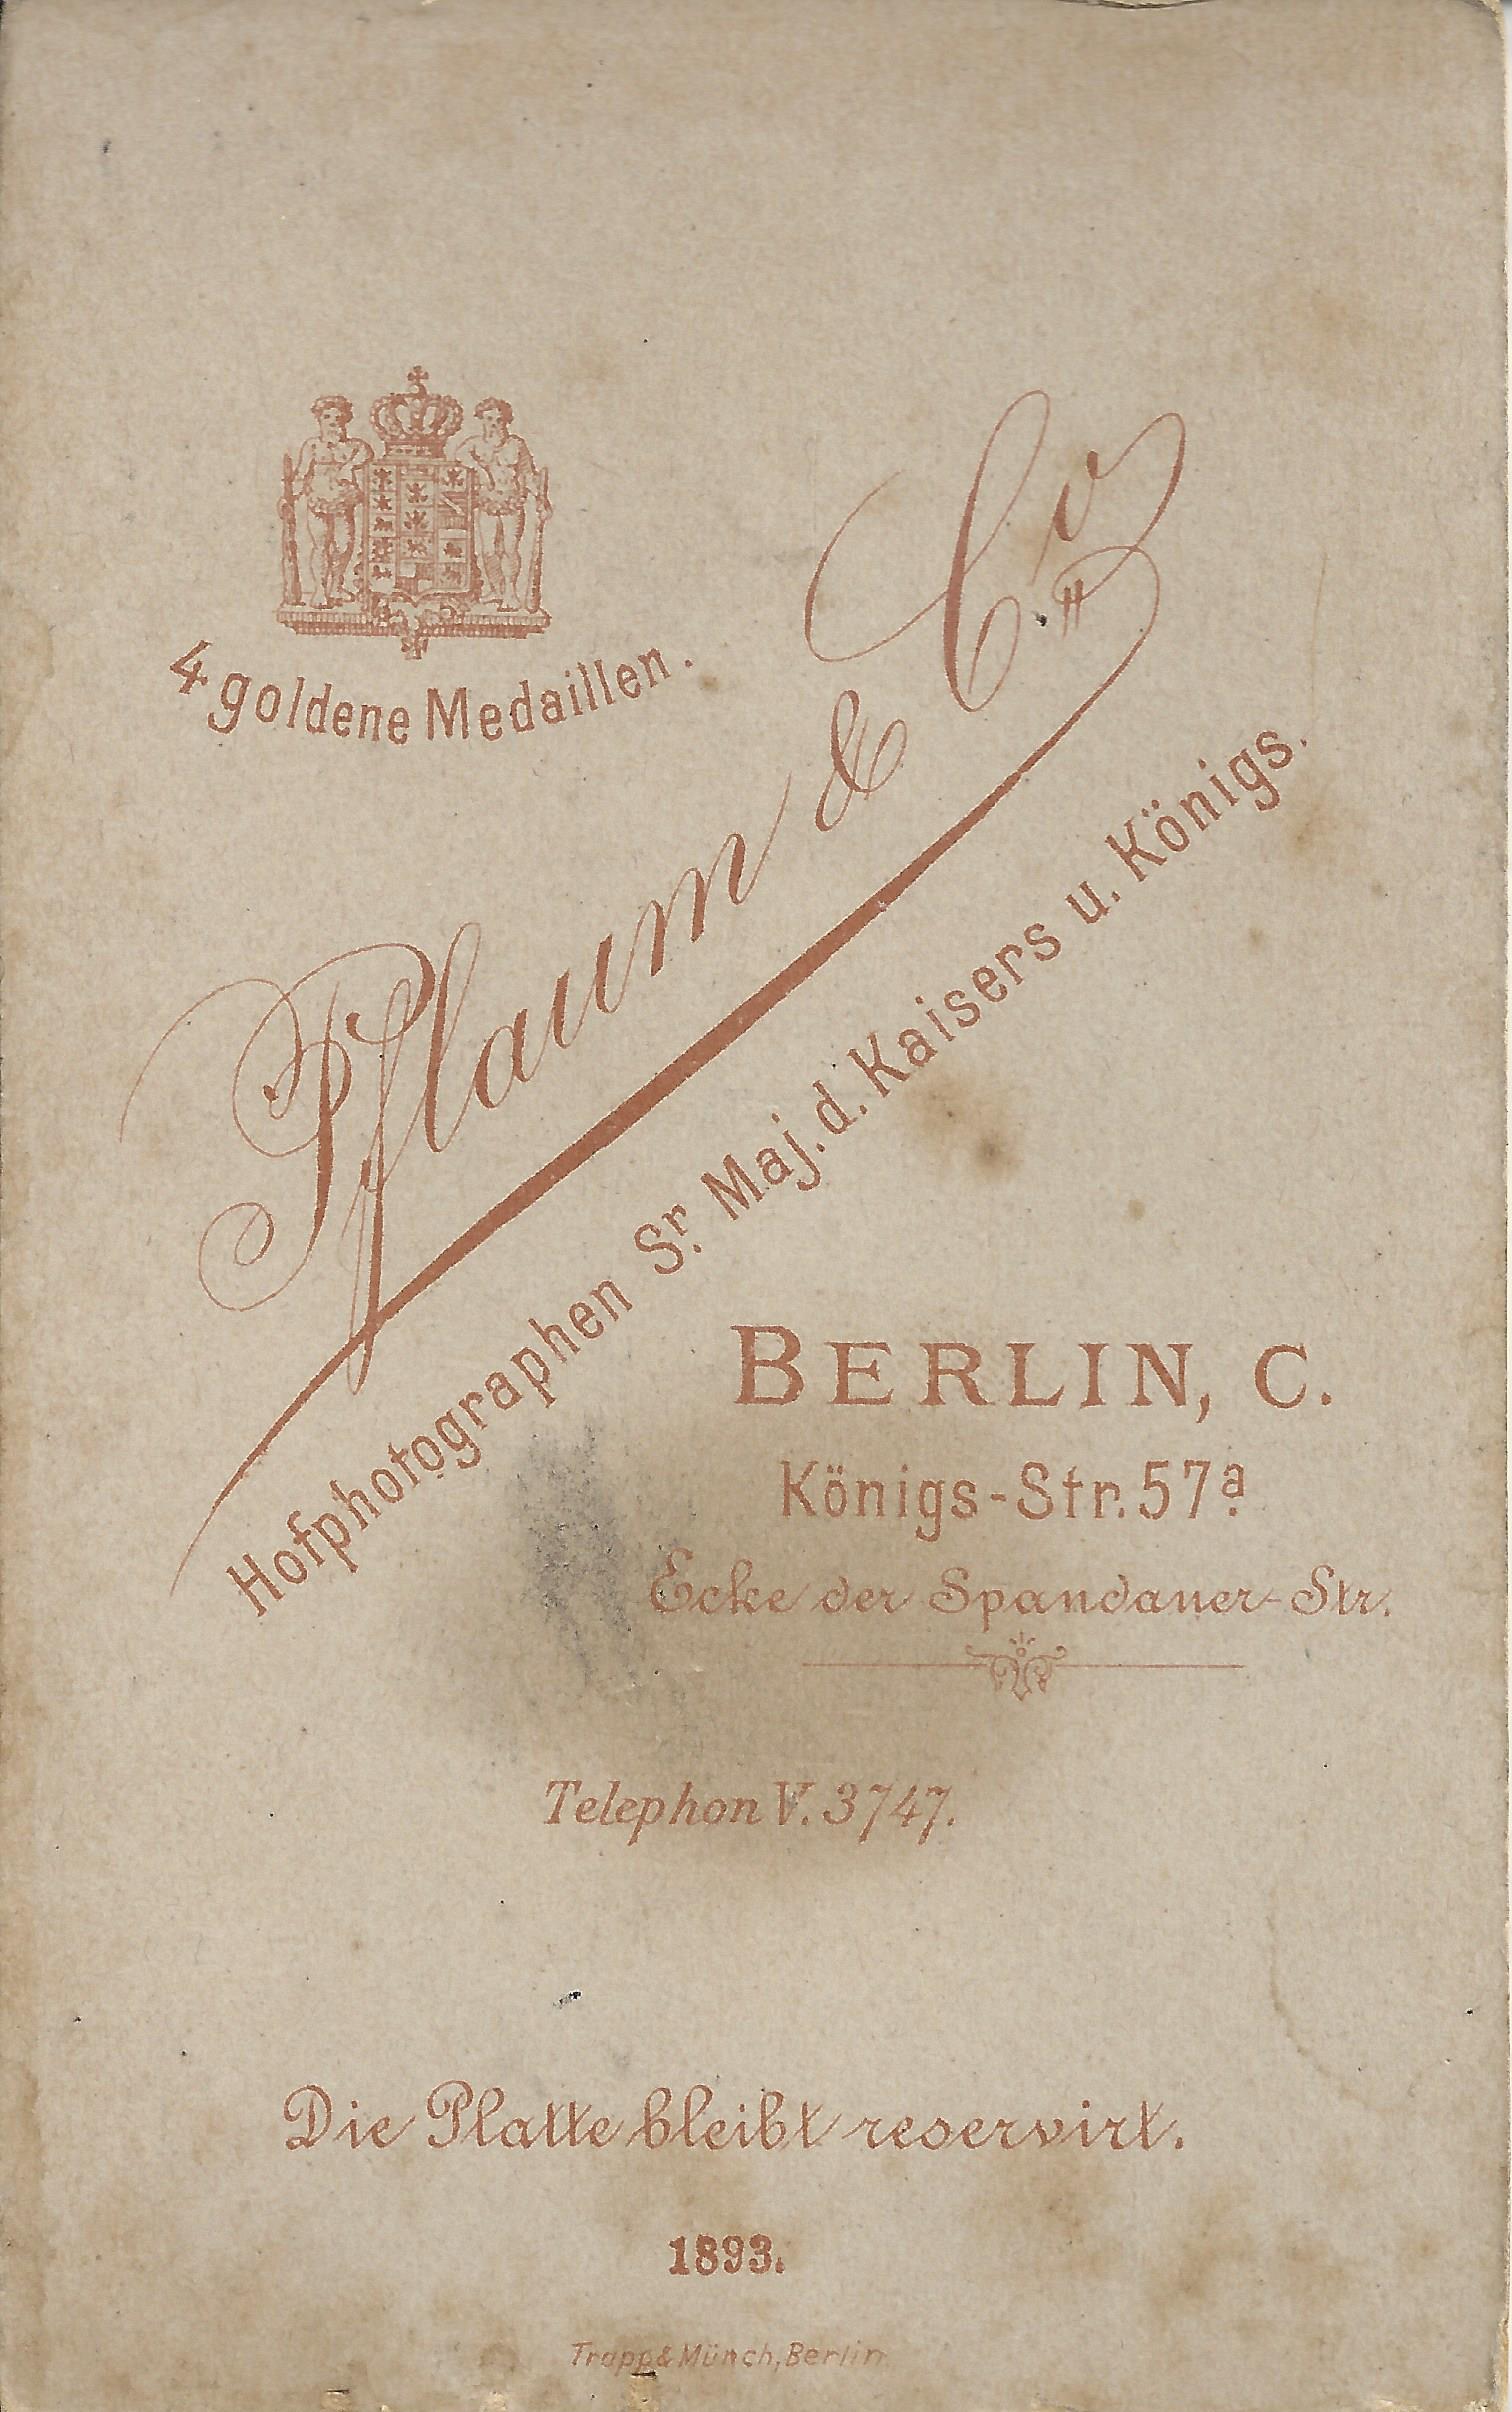 4 goldene Medaillen.
Pflaum & Co
Hofphotographen Sr. Maj. d. Kaisers u. Königs.
BERLIN, C.
Königs-Str. 57a.
Ecke der Spandauer-Str.
Telephon V. 3747.
Die Platte bleibt reservirt.
1893.
Trapp & Münch, Berlin